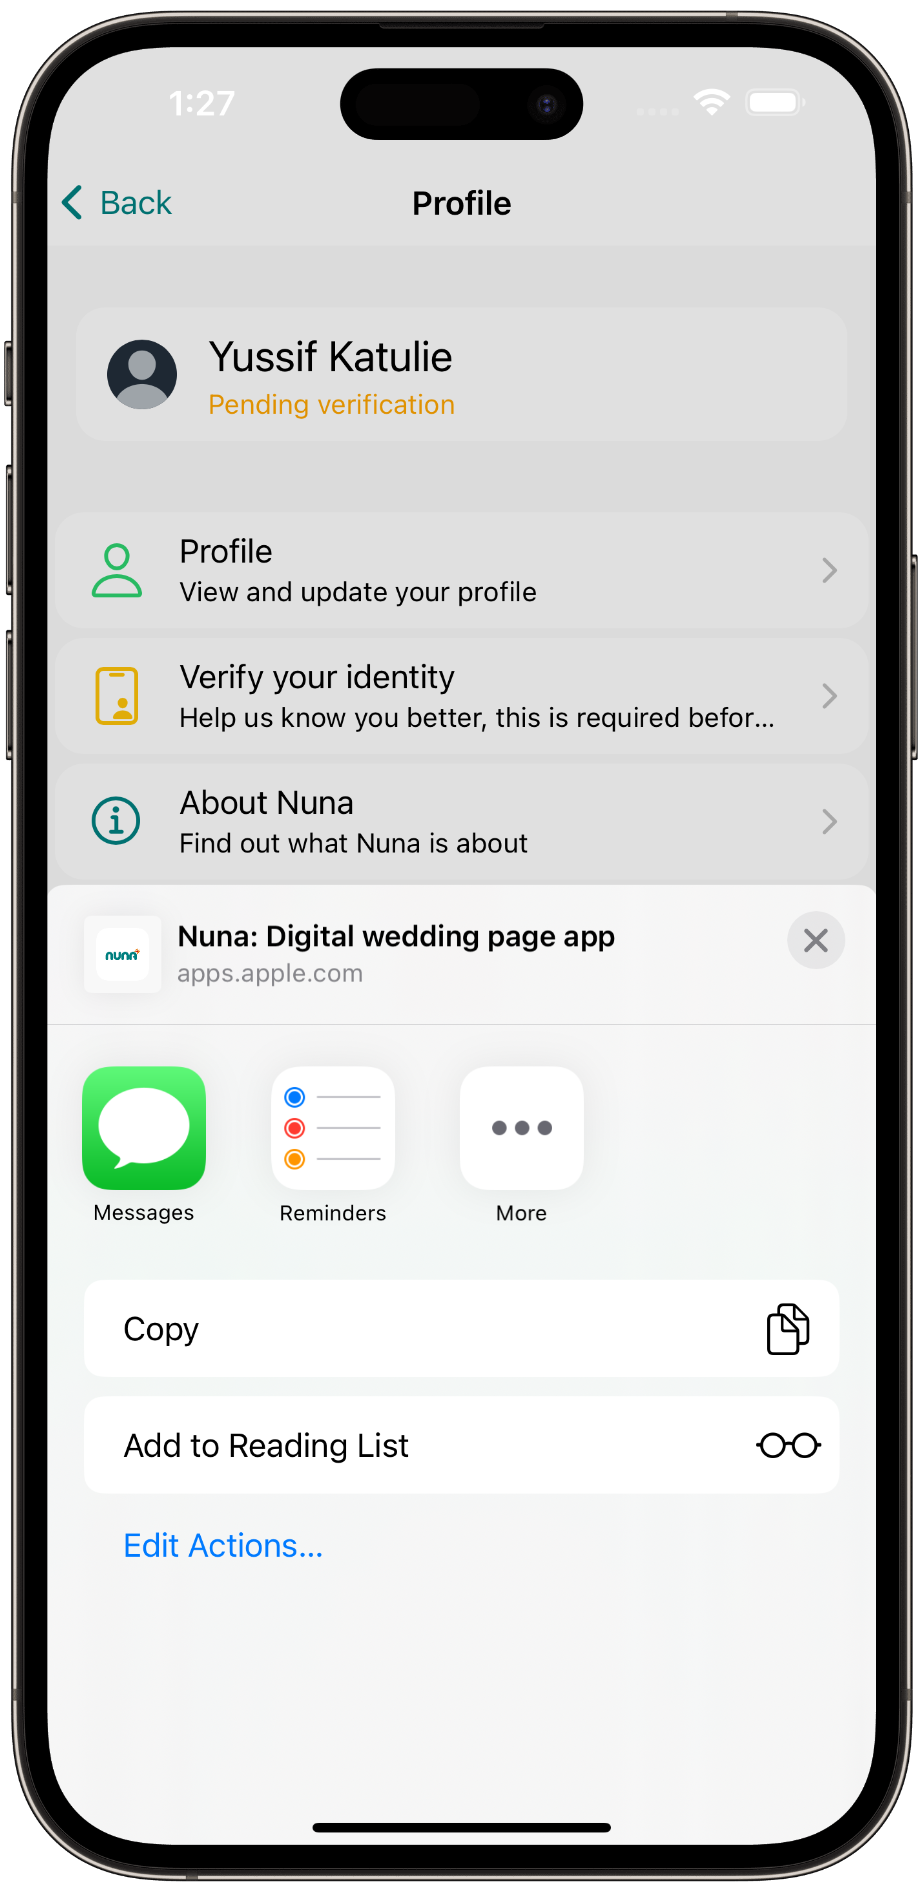 1:27
Back
Profile
Yussif Katulie
Pending verification
Profile
View and update your profile
Verify your identity
Help us know you better, this is required befor...
About Nuna
Find out what Nuna is about
nuna
Nuna: Digital wedding page app
apps.apple.com
Messages
Reminders
More
Copy
Add to Reading List
Edit Actions...